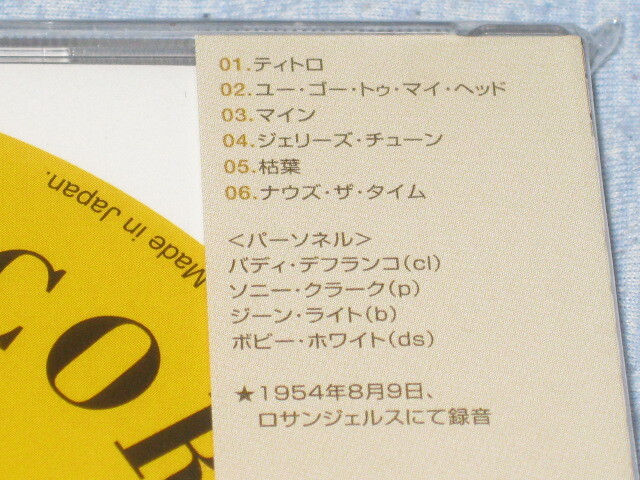 01.ティトロ
02.ユー・ゴー・トゥ・マイ・ヘッド
03.マイン
04.ジェリーズ・チューン
05.枯葉
06.ナウズ・ザ・タイム
＜パーソネル＞
バディ・デフランコ(cl)
ソニー・クラーク(p)
ジーン・ライト(b)
ボビー・ホワイト(ds)
★1954年8月9日、
ロサンジェルスにて録音
Made in Japan.
COR